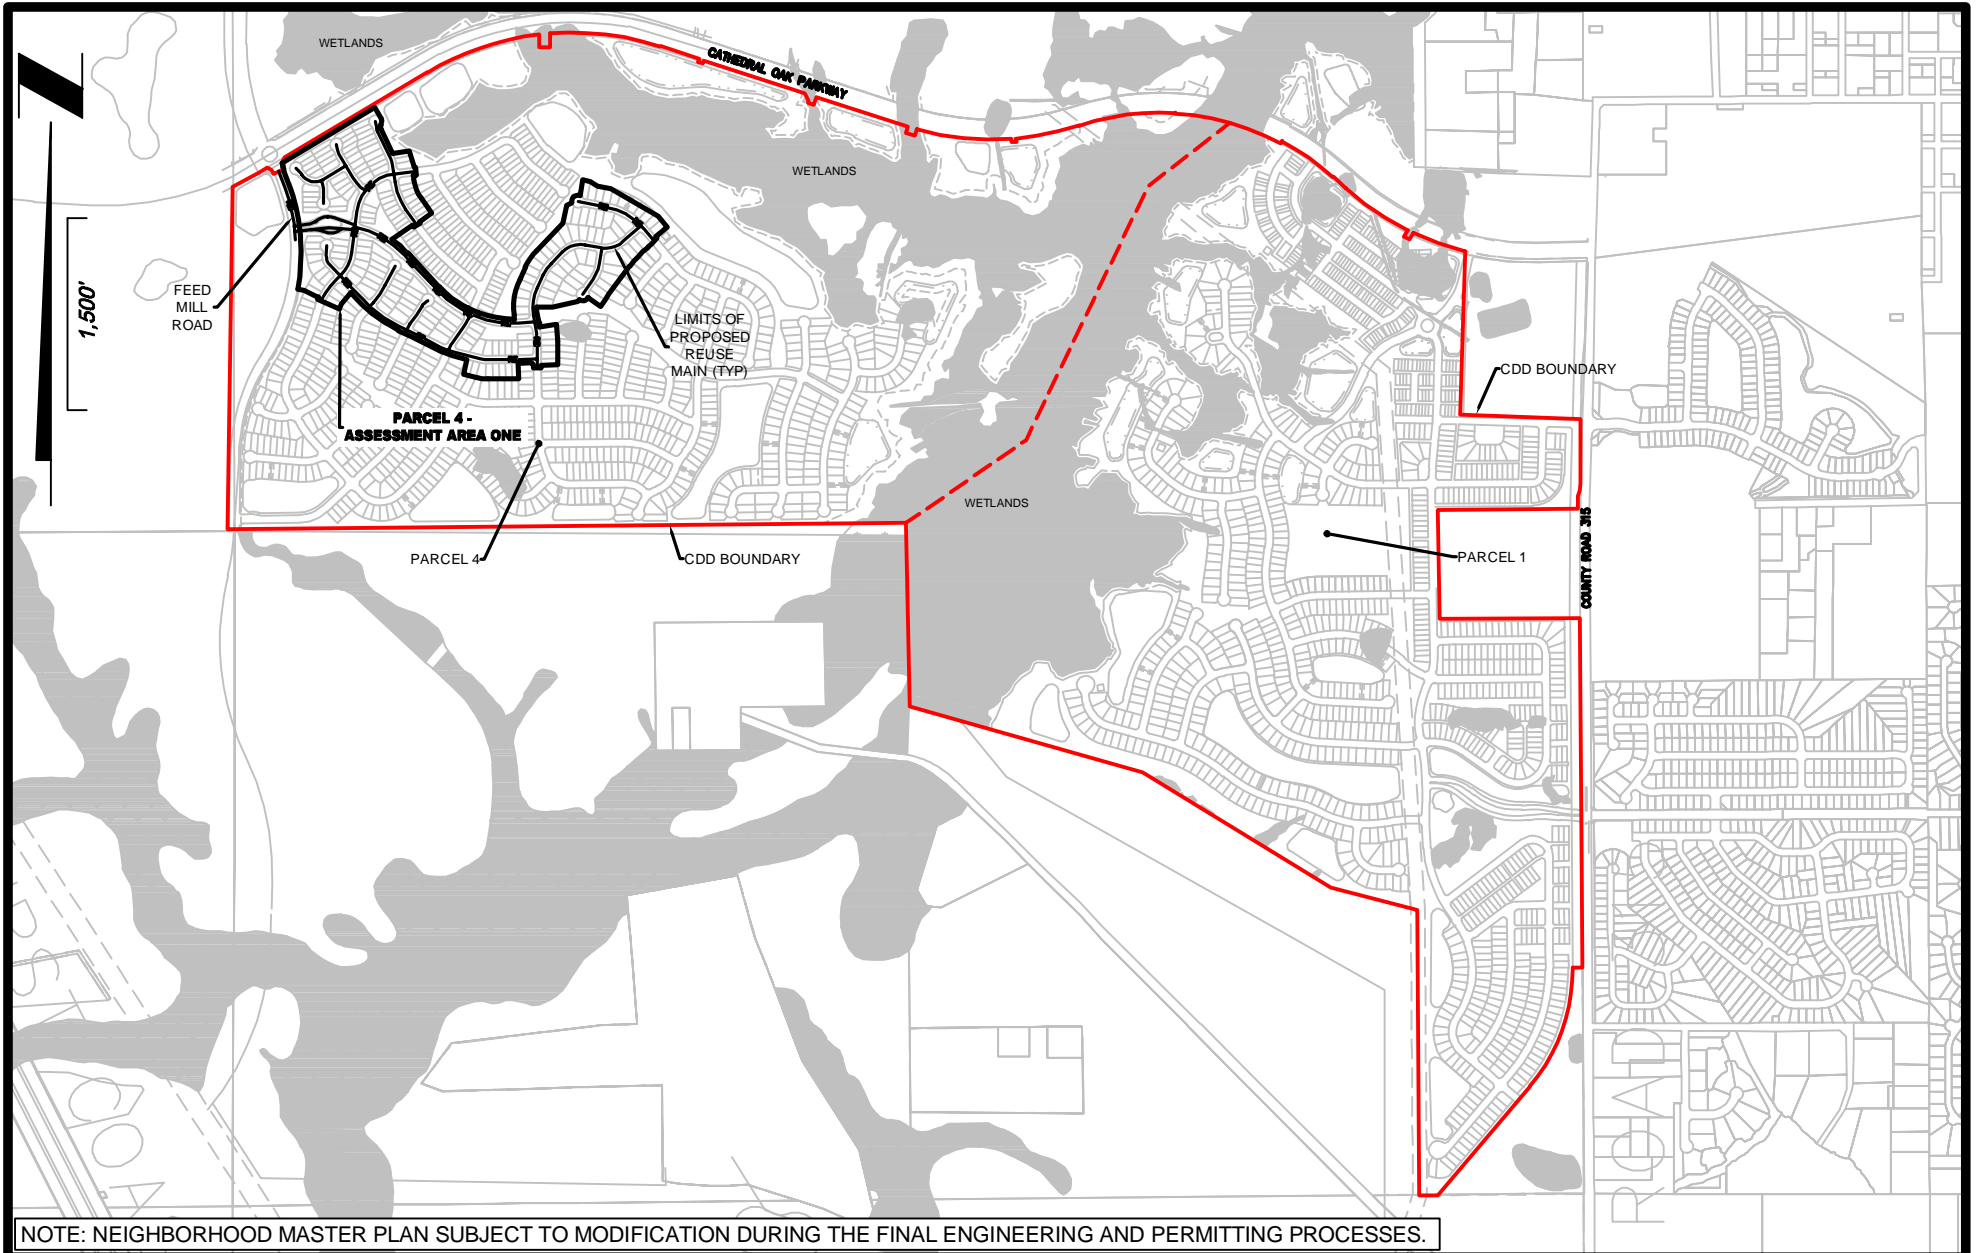 WETLANDS
CATHEDRAL OAK PARKWAY
WETLANDS
1,500'
FEED
MILL
ROAD
LIMITS OF
PROPOSED
REUSE
MAIN (TYP)
CDD BOUNDARY
PARCEL 4 -
ASSESSMENT AREA ONE
WETLANDS
PARCEL 4
CDD BOUNDARY
PARCEL 1
COUNTY ROAD 315
ROAD
NOTE: NEIGHBORHOOD MASTER PLAN SUBJECT TO MODIFICATION DURING THE FINAL ENGINEERING AND PERMITTING PROCESSES.